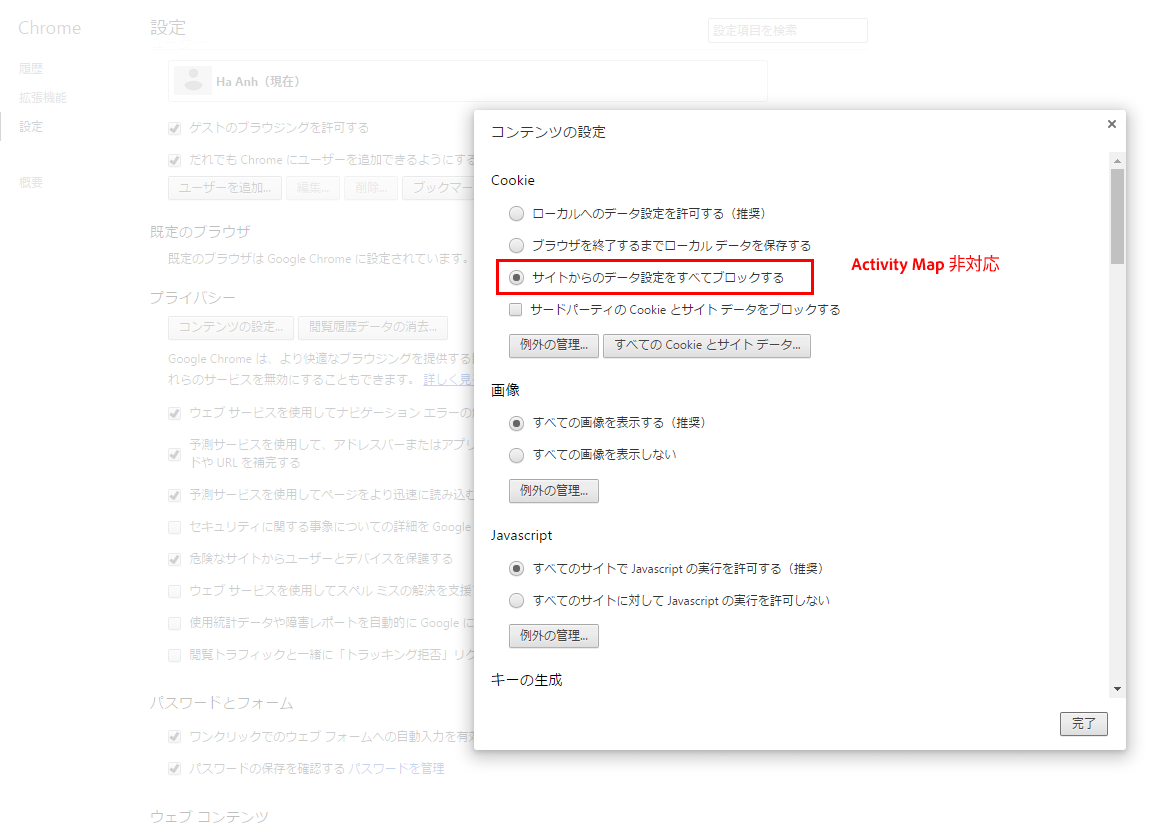 Chrome
設定
設定項目を検索
履歴
拡張機能
設定
概要
Ha Anh（現在）
ゲストのブラウジングを許可する
だれでも Chrome にユーザーを追加できるようにする
ユーザーを追加...
編集...
削除...
ブックマー
既定のブラウザ
既定のブラウザは Google Chrome に設定されています。
プライバシー
コンテンツの設定...
閲覧履歴データの消去...
Google Chrome は、より快適なブラウジングを提供する
れらのサービスを無効にすることもできます。 詳しく見
ウェブ サービスを使用してナビゲーション エラーの
予測サービスを使用して、アドレスバーまたはアプリ
ドや URL を補完する
予測サービスを使用してページをより迅速に読み込む
セキュリティに関する事象についての詳細を Google
危険なサイトからユーザーとデバイスを保護する
ウェブ サービスを使用してスペル ミスの解決を支援
使用統計データや障害レポートを自動的に Google に
閲覧トラフィックと一緒に「トラッキング拒否」リク
パスワードとフォーム
ワンクリックでのウェブ フォームへの自動入力を有
パスワードの保存を確認する パスワードを管理
ウェブ コンテンツ
コンテンツの設定
×
Cookie
ローカルへのデータ設定を許可する（推奨）
ブラウザを終了するまでローカル データを保存する
サイトからのデータ設定をすべてブロックする
Activity Map 非対応
サードパーティの Cookie とサイト データをブロックする
例外の管理...
すべての Cookie とサイト データ...
画像
すべての画像を表示する（推奨）
すべての画像を表示しない
例外の管理...
Javascript
すべてのサイトで Javascript の実行を許可する（推奨）
すべてのサイトに対して Javascript の実行を許可しない
例外の管理...
キーの生成
完了